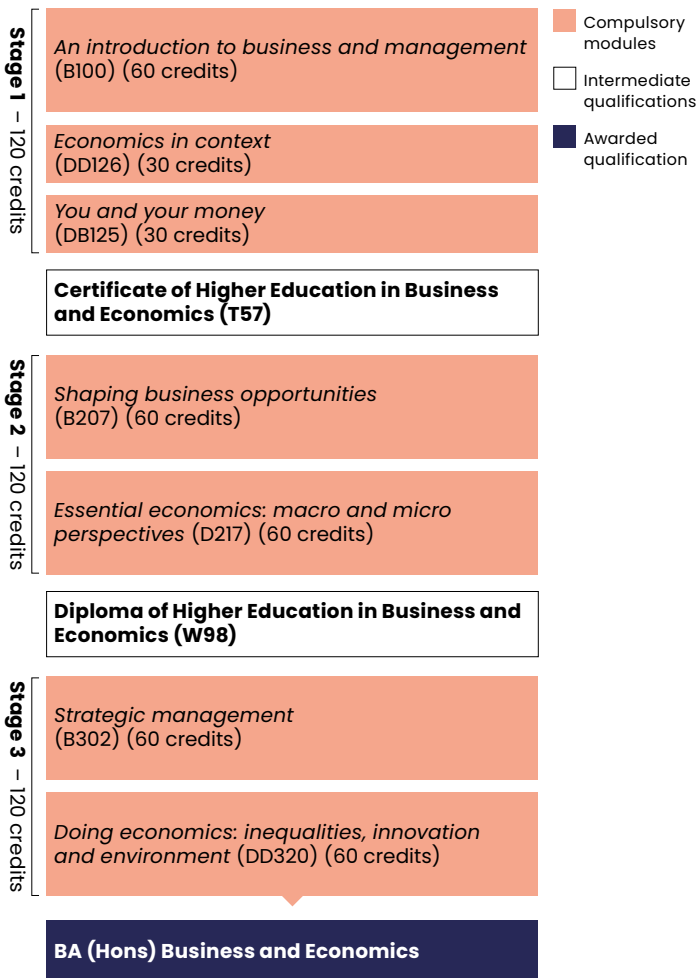 Stage 1 – 120 credits
An introduction to business and management
(B100) (60 credits)
Economics in context
(DD126) (30 credits)
You and your money
(DB125) (30 credits)
Certificate of Higher Education in Business
and Economics (T57)
Stage 2 – 120 credits
Shaping business opportunities
(B207) (60 credits)
Essential economics: macro and micro
perspectives (D217) (60 credits)
Diploma of Higher Education in Business and
Economics (W98)
Stage 3 – 120 credits
Strategic management
(B302) (60 credits)
Doing economics: inequalities, innovation
and environment (DD320) (60 credits)
BA (Hons) Business and Economics
Compulsory
modules
Intermediate
qualifications
Awarded
qualification